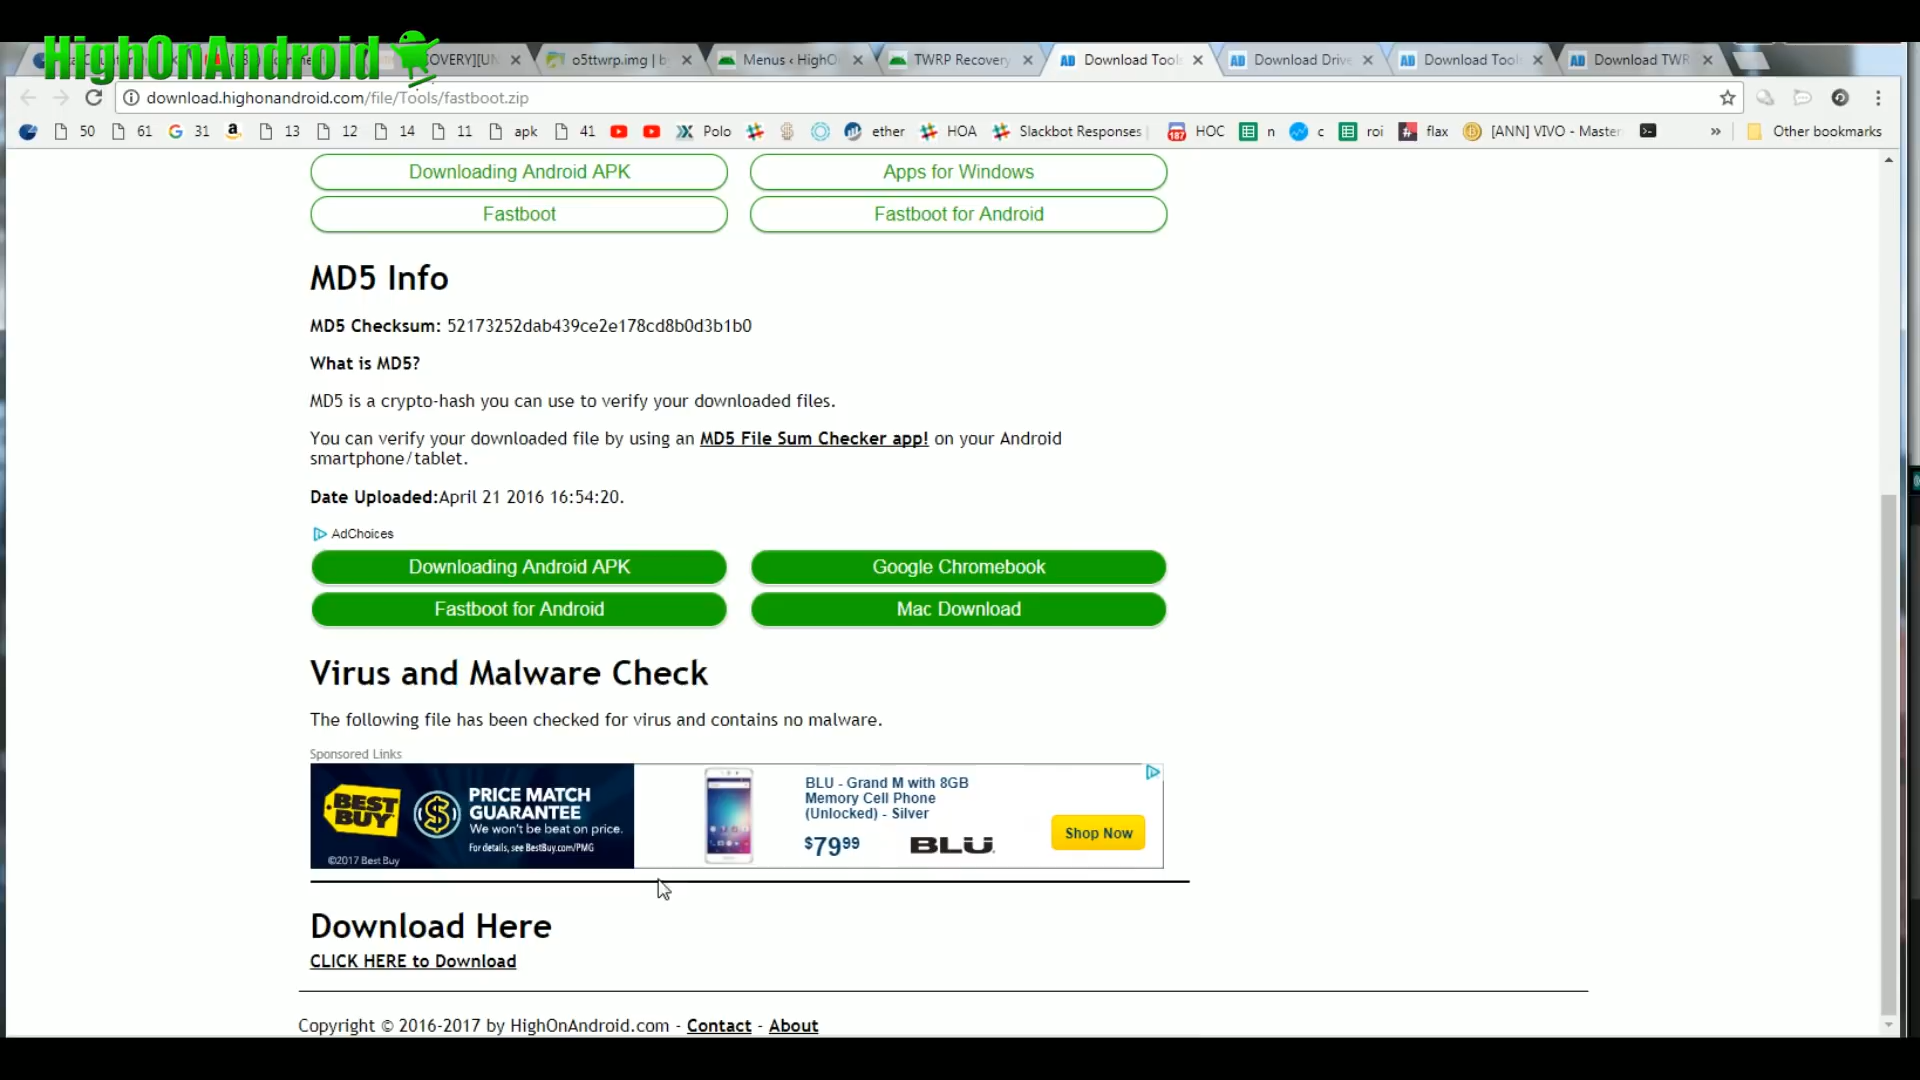 HighOnAndroid
OVERY][UN
o5ttwrp.img | b
Menus ‹ HighO
TWRP Recovery
Download Tool
Download Drive
Download Tool
Download TWR
download.highonandroid.com/file/Tools/fastboot.zip
50 61 31 13 12 14 11 apk 41 Polo ether HOA Slackbot Responses HOC n c roi flax [ANN] VIVO - Master » Other bookmarks
Downloading Android APK
Apps for Windows
Fastboot
Fastboot for Android
MD5 Info
MD5 Checksum: 52173252dab439ce2e178cd8b0d3b1b0
What is MD5?
MD5 is a crypto-hash you can use to verify your downloaded files.
You can verify your downloaded file by using an MD5 File Sum Checker app! on your Android
smartphone/tablet.
Date Uploaded:April 21 2016 16:54:20.
AdChoices
Downloading Android APK
Google Chromebook
Fastboot for Android
Mac Download
Virus and Malware Check
The following file has been checked for virus and contains no malware.
Sponsored Links
BEST BUY
PRICE MATCH
GUARANTEE
We won't be beat on price.
For details, see BestBuy.com/PMG
©2017 Best Buy
BLU - Grand M with 8GB
Memory Cell Phone
(Unlocked) - Silver
$7999
BLU
Shop Now
Download Here
CLICK HERE to Download
Copyright © 2016-2017 by HighOnAndroid.com - Contact - About